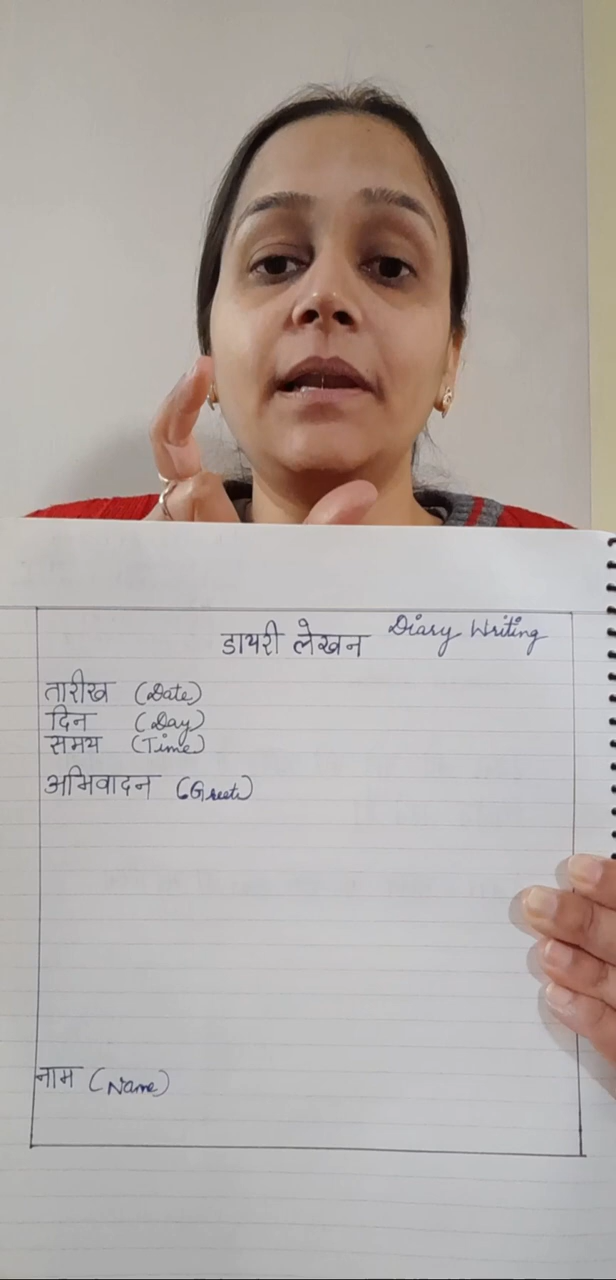 डायरी लेखन Diary Writing
तारीख (Date)
दिन (Day)
समय (Time)
अभिवादन (Greet)
नाम (Name)